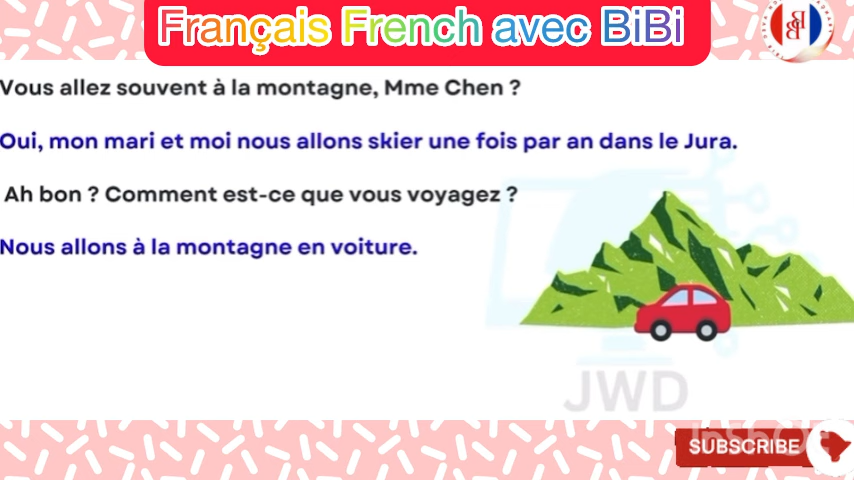 Français French avec BiBi
Vous allez souvent à la montagne, Mme Chen ?
Oui, mon mari et moi nous allons skier une fois par an dans le Jura.
Ah bon ? Comment est-ce que vous voyagez ?
Nous allons à la montagne en voiture.
JWD
SUBSCRIBE